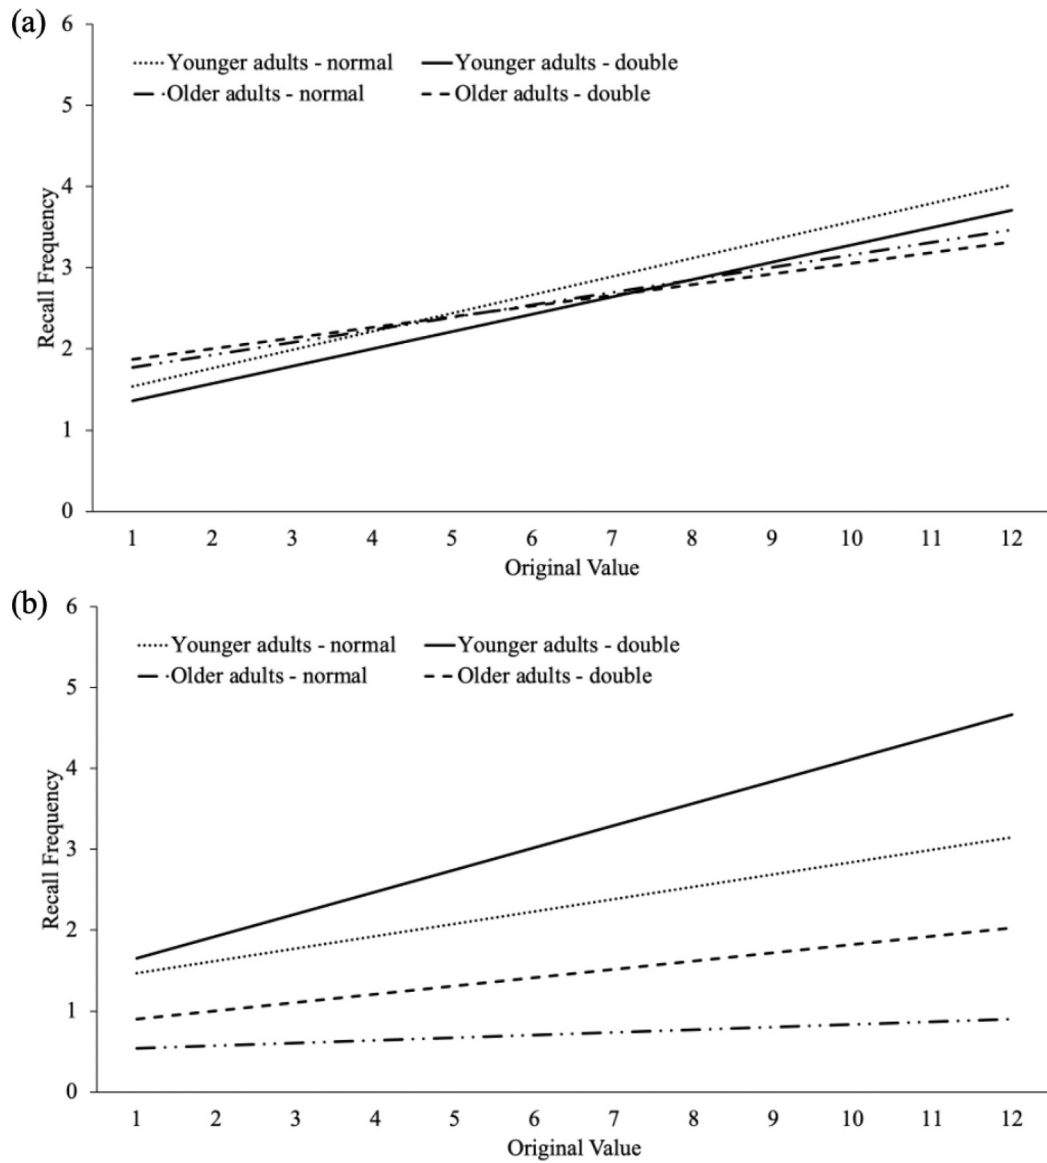 (a)
6
5
4
3
2
1
0
Recall Frequency
Younger adults - normal
Younger adults - double
Older adults - normal
Older adults - double
1 2 3 4 5 6 7 8 9 10 11 12
Original Value
(b)
6
5
4
3
2
1
0
Recall Frequency
Younger adults - normal
Younger adults - double
Older adults - normal
Older adults - double
1 2 3 4 5 6 7 8 9 10 11 12
Original Value